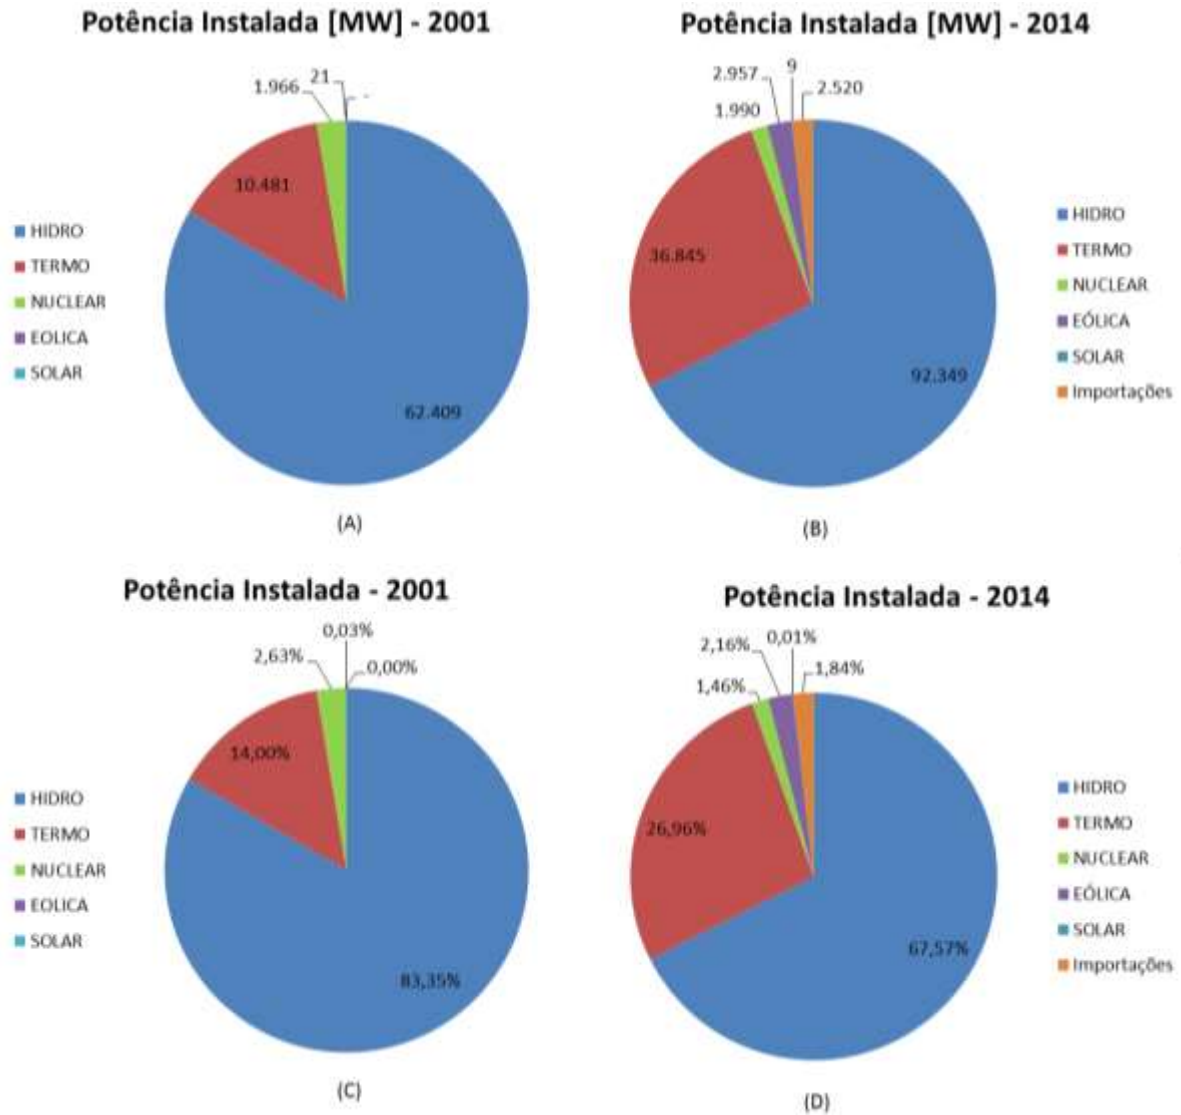 Potência Instalada [MW] - 2001
21
1.966
10.481
HIDRO
TERMO
NUCLEAR
EOLICA
SOLAR
62.409
(A)
Potência Instalada [MW] - 2014
9
2.957
2.520
1.990
36.845
92.349
HIDRO
TERMO
NUCLEAR
EÓLICA
SOLAR
Importações
(B)
Potência Instalada - 2001
0,03%
2,63%
0,00%
14,00%
HIDRO
TERMO
NUCLEAR
EOLICA
SOLAR
83,35%
(C)
Potência Instalada - 2014
2,16%
0,01%
1,84%
1,46%
26,96%
67,57%
HIDRO
TERMO
NUCLEAR
EÓLICA
SOLAR
Importações
(D)